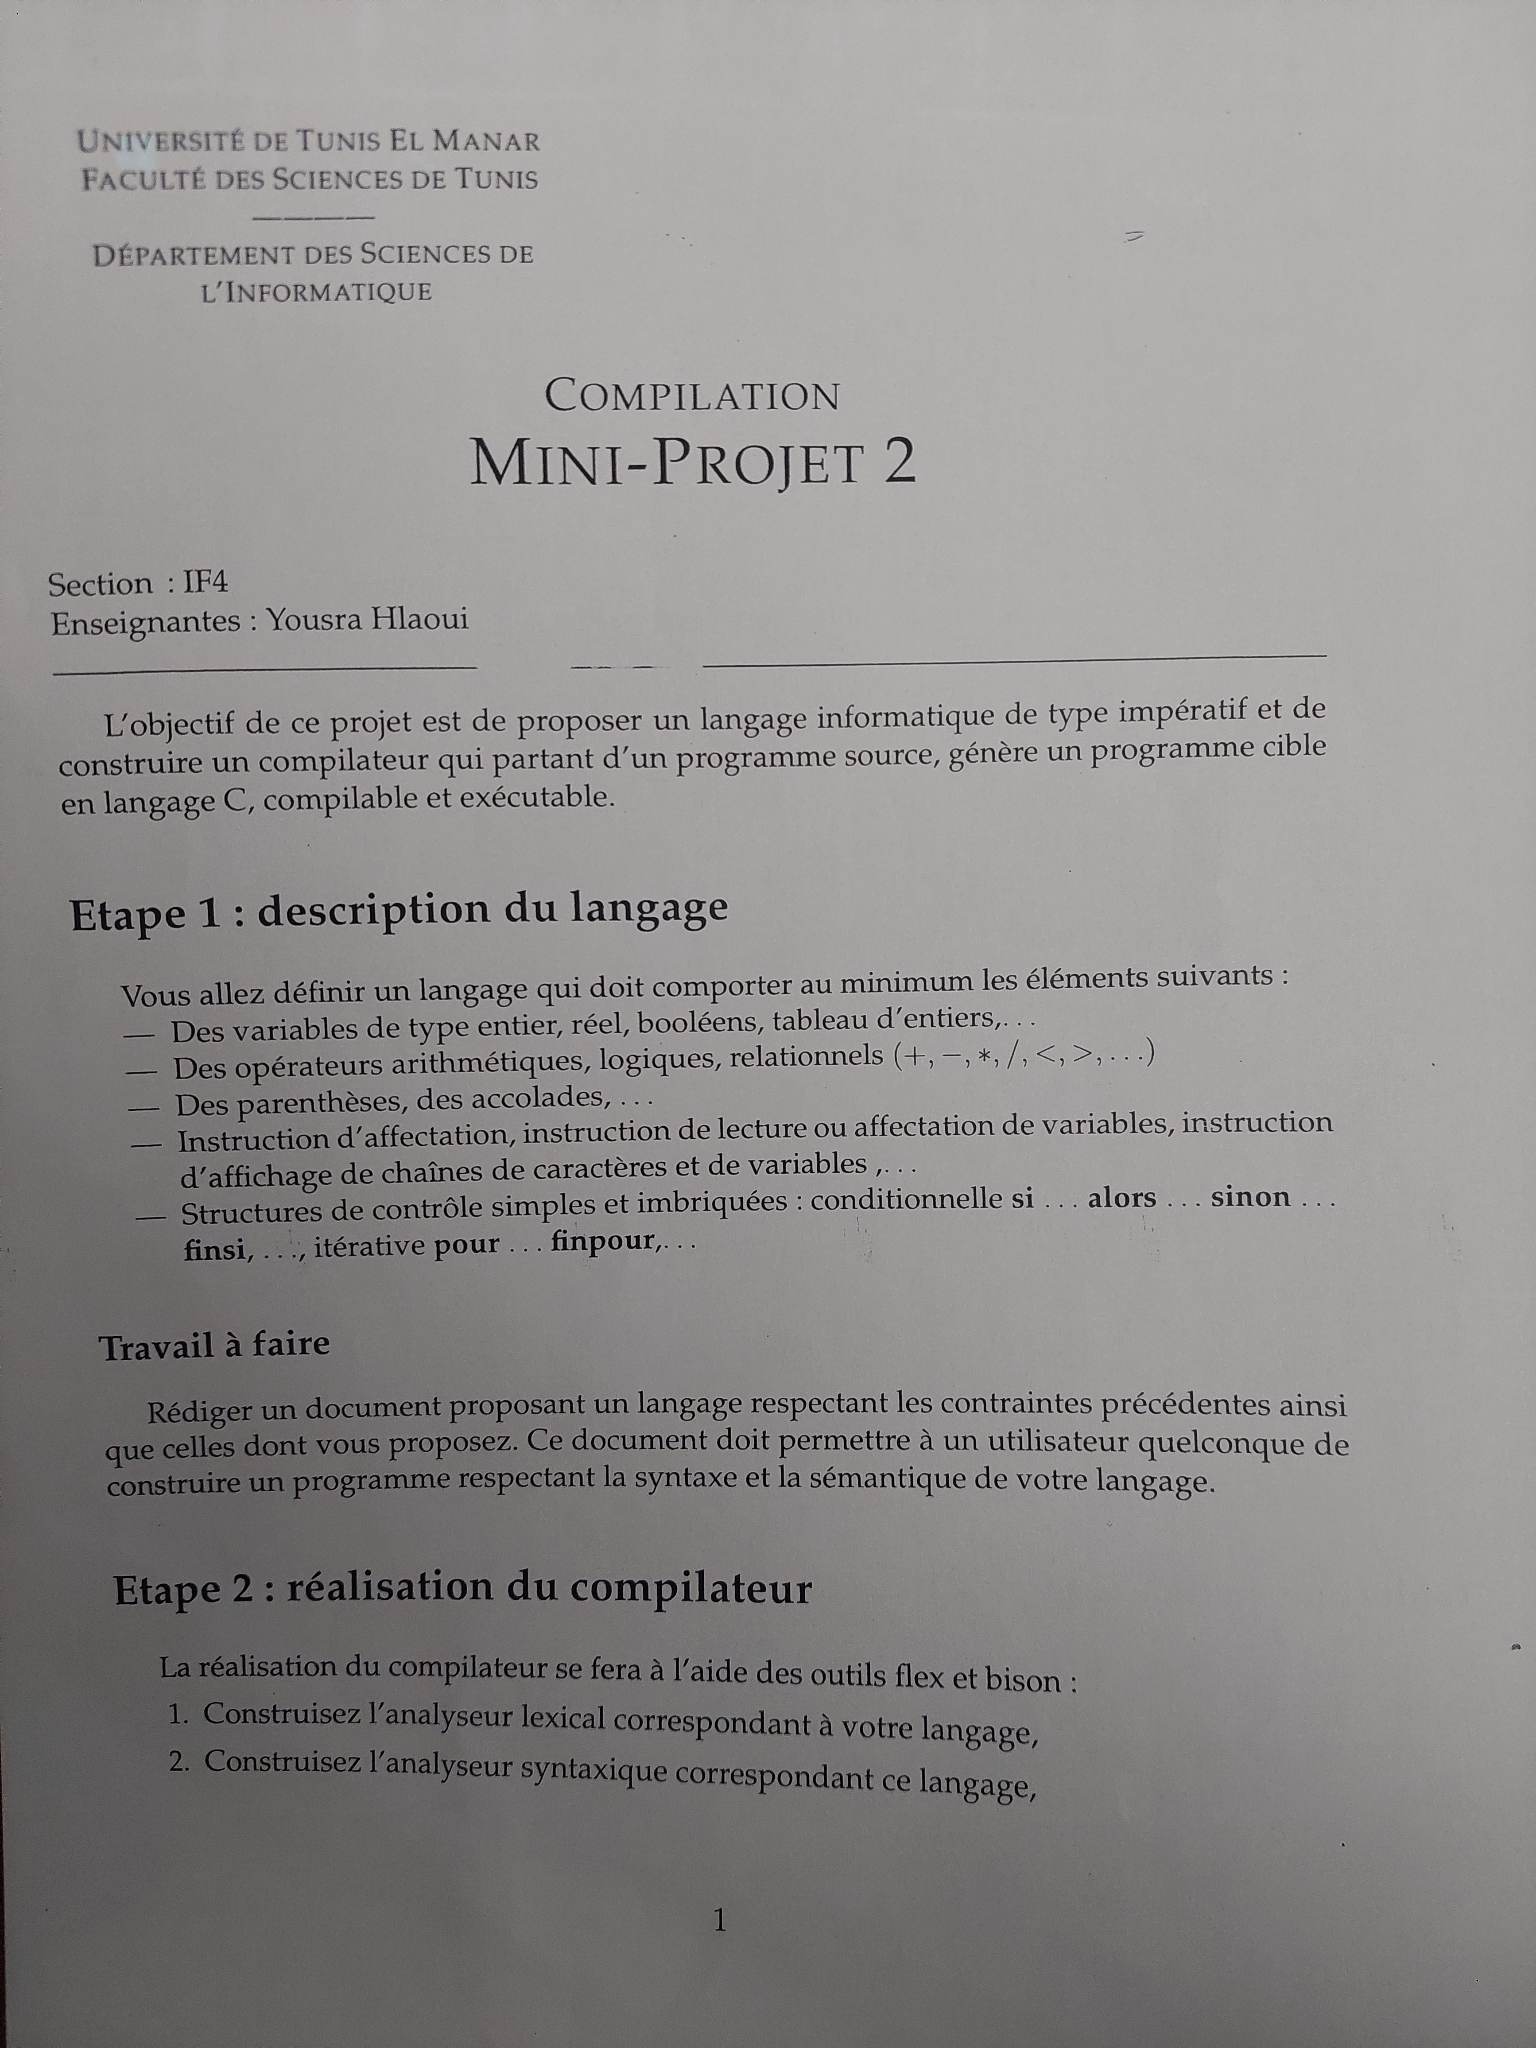 UNIVERSITÉ DE TUNIS EL MANAR
FACULTÉ DES SCIENCES DE TUNIS
DÉPARTEMENT DES SCIENCES DE
L'INFORMATIQUE
COMPILATION
MINI-PROJET 2
Section : IF4
Enseignantes : Yousra Hlaoui
L'objectif de ce projet est de proposer un langage informatique de type impératif et de
construire un compilateur qui partant d'un programme source, génère un programme cible
en langage C, compilable et exécutable.
Etape 1 : description du langage
Vous allez définir un langage qui doit comporter au minimum les éléments suivants :
— Des variables de type entier, réel, booléens, tableau d'entiers,. . .
— Des opérateurs arithmétiques, logiques, relationnels (+, −, *, /, <, >, . . .)
— Des parenthèses, des accolades, . . .
— Instruction d'affectation, instruction de lecture ou affectation de variables, instruction
d'affichage de chaînes de caractères et de variables ,. . .
— Structures de contrôle simples et imbriquées : conditionnelle si . . . alors . . . sinon . . .
finsi, . . ., itérative pour . . . finpour,. . .
Travail à faire
Rédiger un document proposant un langage respectant les contraintes précédentes ainsi
que celles dont vous proposez. Ce document doit permettre à un utilisateur quelconque de
construire un programme respectant la syntaxe et la sémantique de votre langage.
Etape 2 : réalisation du compilateur
La réalisation du compilateur se fera à l'aide des outils flex et bison :
1. Construisez l'analyseur lexical correspondant à votre langage,
2. Construisez l'analyseur syntaxique correspondant ce langage,
1